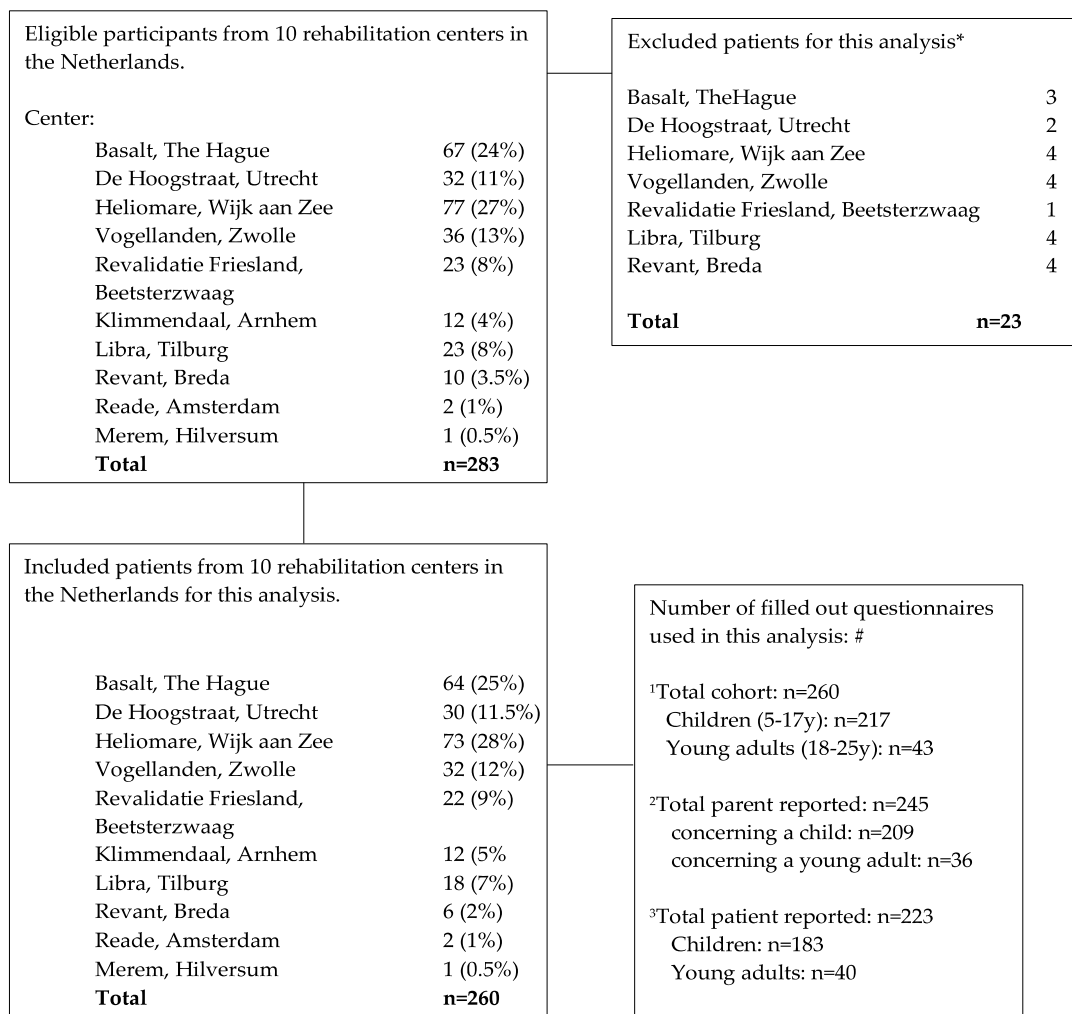 Eligible participants from 10 rehabilitation centers in
the Netherlands.
Center:
Basalt, The Hague 67 (24%)
De Hoogstraat, Utrecht 32 (11%)
Heliomare, Wijk aan Zee 77 (27%)
Vogellanden, Zwolle 36 (13%)
Revalidatie Friesland, 23 (8%)
Beetsterzwaag
Klimmendaal, Arnhem 12 (4%)
Libra, Tilburg 23 (8%)
Revant, Breda 10 (3.5%)
Reade, Amsterdam 2 (1%)
Merem, Hilversum 1 (0.5%)
Total n=283
Excluded patients for this analysis*
Basalt, TheHague 3
De Hoogstraat, Utrecht 2
Heliomare, Wijk aan Zee 4
Vogellanden, Zwolle 4
Revalidatie Friesland, Beetsterzwaag 1
Libra, Tilburg 4
Revant, Breda 4
Total n=23
Included patients from 10 rehabilitation centers in
the Netherlands for this analysis.
Basalt, The Hague 64 (25%)
De Hoogstraat, Utrecht 30 (11.5%)
Heliomare, Wijk aan Zee 73 (28%)
Vogellanden, Zwolle 32 (12%)
Revalidatie Friesland, 22 (9%)
Beetsterzwaag
Klimmendaal, Arnhem 12 (5%
Libra, Tilburg 18 (7%)
Revant, Breda 6 (2%)
Reade, Amsterdam 2 (1%)
Merem, Hilversum 1 (0.5%)
Total n=260
Number of filled out questionnaires
used in this analysis: #
¹Total cohort: n=260
Children (5-17y): n=217
Young adults (18-25y): n=43
²Total parent reported: n=245
concerning a child: n=209
concerning a young adult: n=36
³Total patient reported: n=223
Children: n=183
Young adults: n=40